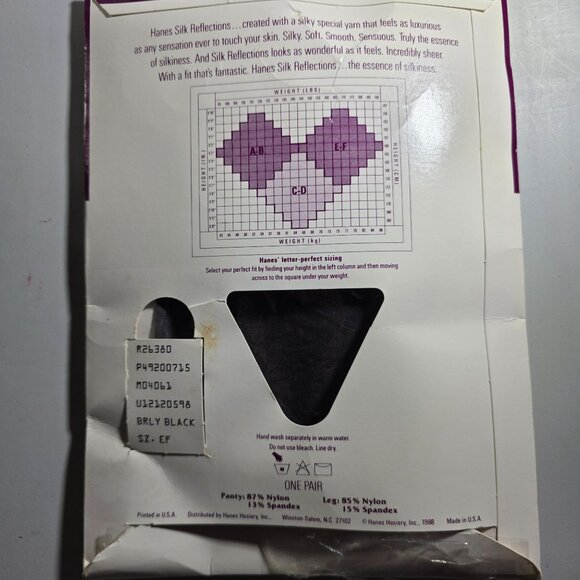 Hanes Silk Reflections...created with a silky special yarn that feels as luxurious
as any sensation ever to touch your skin. Silky. Soft. Smooth. Sensuous. Truly the essence
of silkiness. And Silk Reflections looks as wonderful as it feels. Incredibly sheer.
With a fit that's fantastic. Hanes Silk Reflections...the essence of silkiness.
WEIGHT (LBS)
HEIGHT (IN.)
A-B
E-F
C-D
HEIGHT (CM)
WEIGHT (kg)
Hanes' letter-perfect sizing
Select your perfect fit by finding your height in the left column and then moving
across to the square under your weight.
R26380
P49200715
M04061
U12120598
BRLY BLACK
SZ. EF
Hand wash separately in warm water.
Do not use bleach. Line dry.
ONE PAIR
Panty: 87% Nylon
13% Spandex
Leg: 85% Nylon
15% Spandex
Printed in U.S.A. Distributed by Hanes Hosiery, Inc., Winston-Salem, N.C. 27102 © Hanes Hosiery, Inc., 1988 Made in U.S.A.